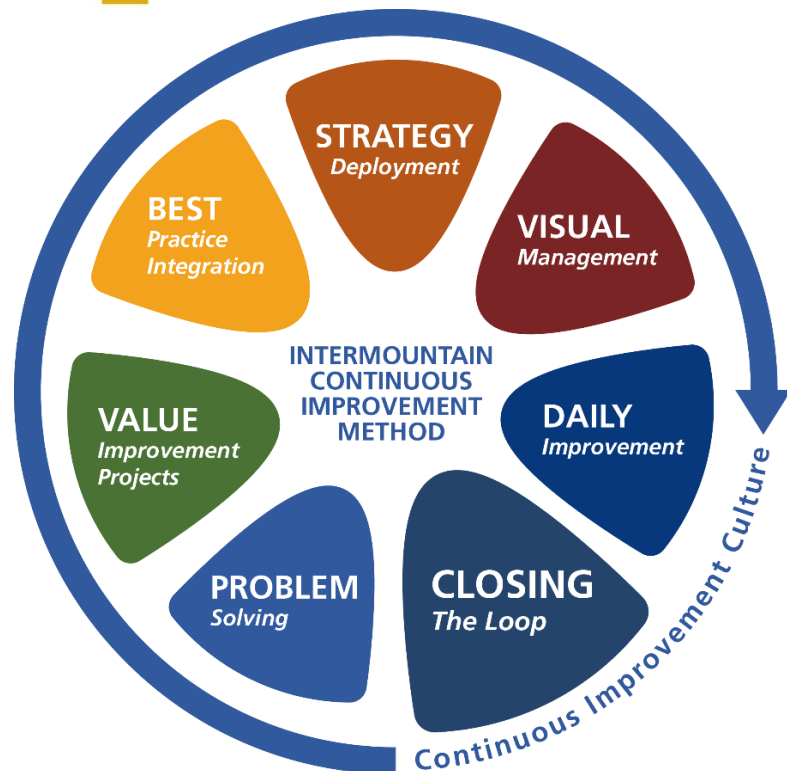 STRATEGY
Deployment
VISUAL
Management
DAILY
Improvement
CLOSING
The Loop
PROBLEM
Solving
VALUE
Improvement
Projects
BEST
Practice
Integration
INTERMOUNTAIN
CONTINUOUS
IMPROVEMENT
METHOD
Continuous Improvement Culture